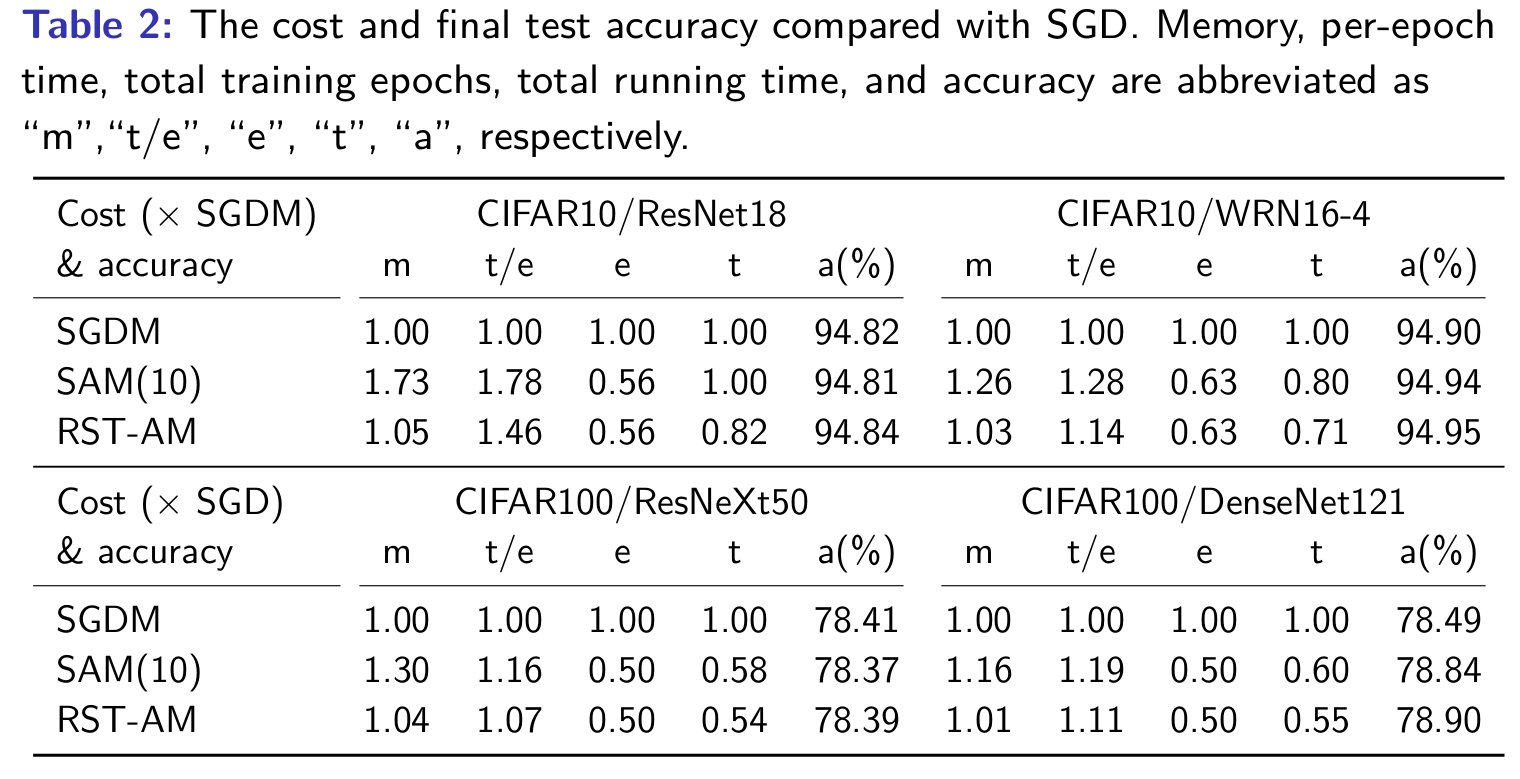 Table 2: The cost and final test accuracy compared with SGD. Memory, per-epoch
time, total training epochs, total running time, and accuracy are abbreviated as
“m”,“t/e”, “e”, “t”, “a”, respectively.
Cost (× SGDM) CIFAR10/ResNet18 CIFAR10/WRN16-4
& accuracy m t/e e t a(%) m t/e e t a(%)
SGDM 1.00 1.00 1.00 1.00 94.82 1.00 1.00 1.00 1.00 94.90
SAM(10) 1.73 1.78 0.56 1.00 94.81 1.26 1.28 0.63 0.80 94.94
RST-AM 1.05 1.46 0.56 0.82 94.84 1.03 1.14 0.63 0.71 94.95
Cost (× SGD) CIFAR100/ResNeXt50 CIFAR100/DenseNet121
& accuracy m t/e e t a(%) m t/e e t a(%)
SGDM 1.00 1.00 1.00 1.00 78.41 1.00 1.00 1.00 1.00 78.49
SAM(10) 1.30 1.16 0.50 0.58 78.37 1.16 1.19 0.50 0.60 78.84
RST-AM 1.04 1.07 0.50 0.54 78.39 1.01 1.11 0.50 0.55 78.90